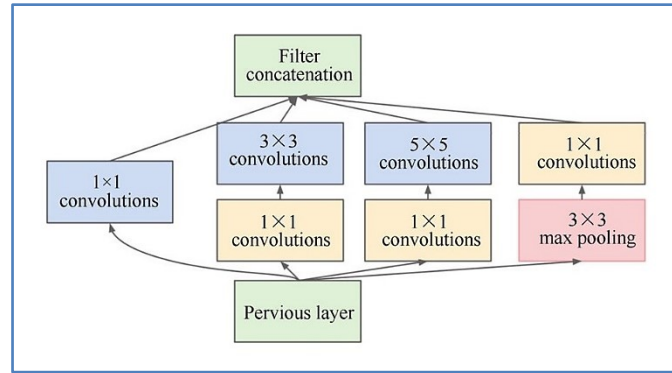 Filter
concatenation
3×3
convolutions
5×5
convolutions
1×1
convolutions
1×1
convolutions
1×1
convolutions
1×1
convolutions
3×3
max pooling
Pervious layer